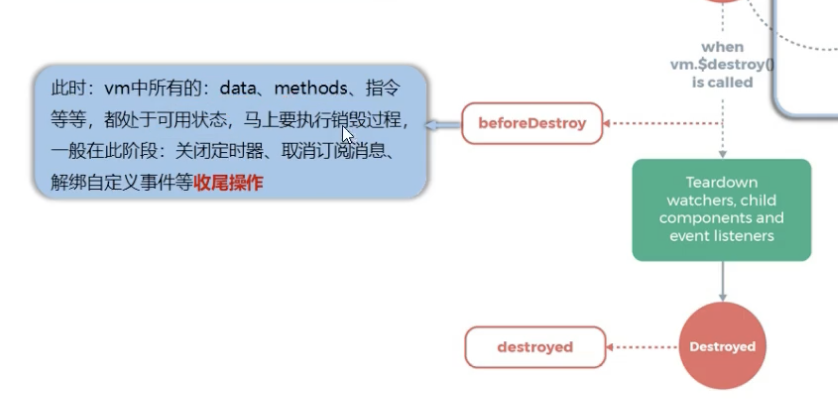 when
vm.$destroy()
is called
此时：vm中所有的：data、methods、指令
等等，都处于可用状态，马上要执行销毁过程，
一般在此阶段：关闭定时器、取消订阅消息、
解绑自定义事件等收尾操作
beforeDestroy
Teardown
watchers, child
components and
event listeners
destroyed
Destroyed